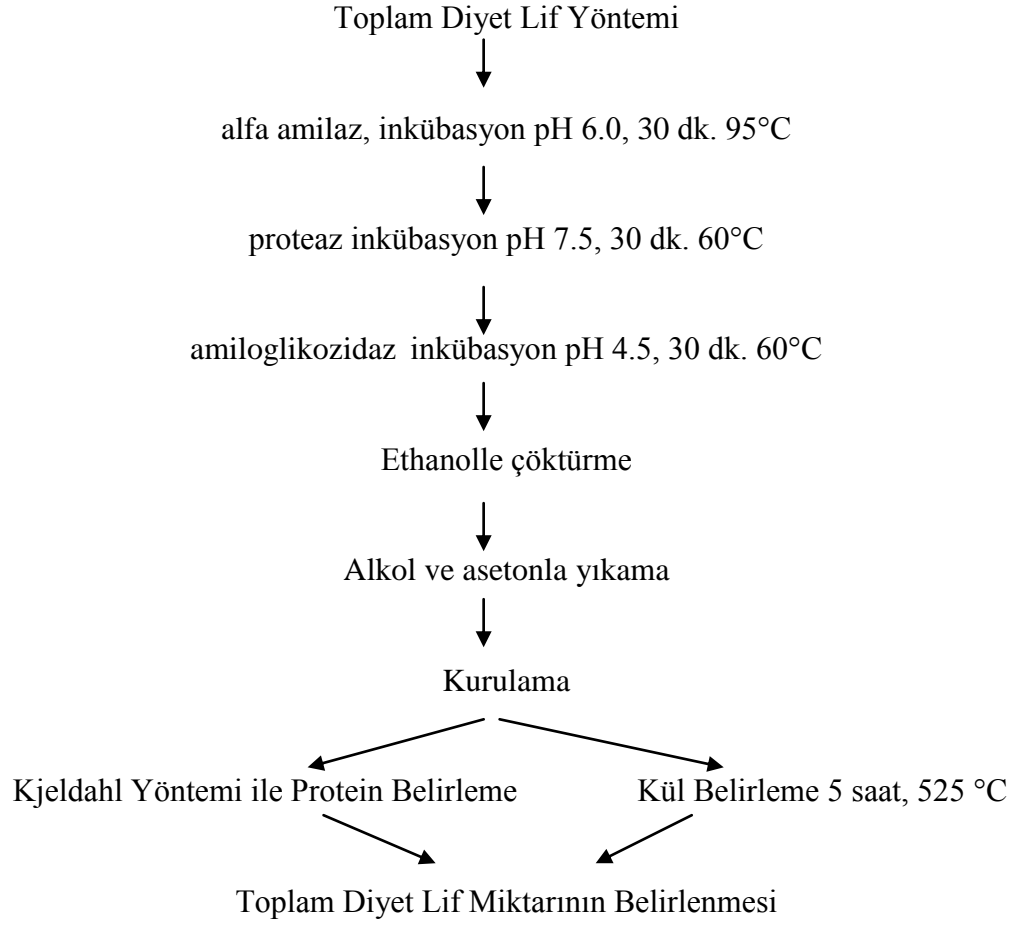 Toplam Diyet Lif Yöntemi
alfa amilaz, inkübasyon pH 6.0, 30 dk. 95°C
proteaz inkübasyon pH 7.5, 30 dk. 60°C
amiloglikozidaz inkübasyon pH 4.5, 30 dk. 60°C
Ethanolle çöktürme
Alkol ve asetonla yıkama
Kurulama
Kjeldahl Yöntemi ile Protein Belirleme
Kül Belirleme 5 saat, 525 °C
Toplam Diyet Lif Miktarının Belirlenmesi